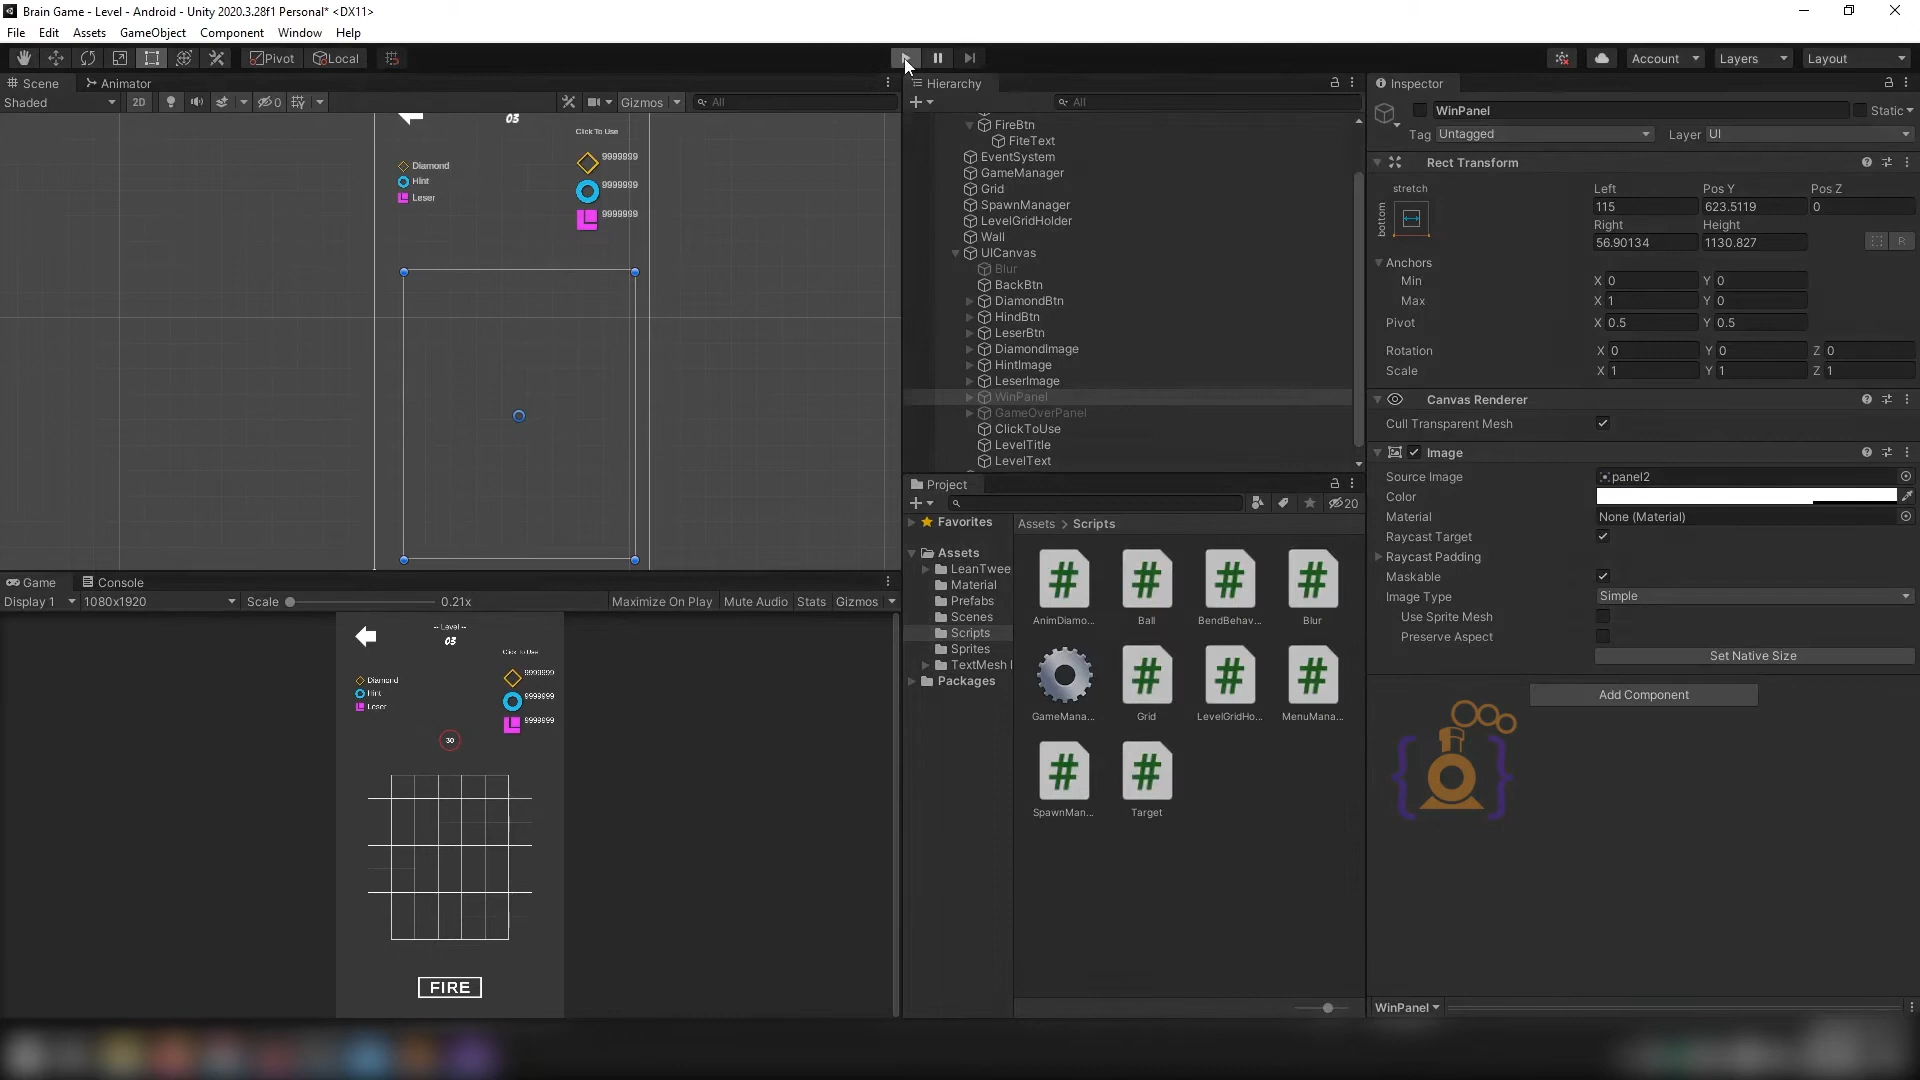 Brain Game - Level - Android - Unity 2020.3.28f1 Personal* <DX11>
File Edit Assets GameObject Component Window Help
Pivot Local Account Layers Layout
Scene Animator
Shaded 2D 0 Gizmos All
03
Click To Use
Diamond
Hint
Leser
9999999
9999999
9999999
Hierarchy
All
FireBtn
FiteText
EventSystem
GameManager
Grid
SpawnManager
LevelGridHolder
Wall
UICanvas
Blur
BackBtn
DiamondBtn
HindBtn
LeserBtn
DiamondImage
HintImage
LeserImage
WinPanel
GameOverPanel
ClickToUse
LevelTitle
LevelText
Game Console
Display 1 1080x1920 Scale 0.21x Maximize On Play Mute Audio Stats Gizmos
-- Level --
03
Click To Use
Diamond
Hint
Leser
9999999
9999999
9999999
30
FIRE
Project
20
Favorites
Assets
LeanTwee
Material
Prefabs
Scenes
Scripts
Sprites
TextMesh
Packages
Assets > Scripts
AnimDiamo... Ball BendBehav... Blur
GameMana... Grid LevelGridHo... MenuMana...
SpawnMan... Target
Inspector
WinPanel Static
Tag Untagged Layer UI
Rect Transform
stretch
bottom
Left Pos Y Pos Z
115 623.5119 0
Right Height
56.90134 1130.827
R
Anchors
Min X 0 Y 0
Max X 1 Y 0
Pivot X 0.5 Y 0.5
Rotation X 0 Y 0 Z 0
Scale X 1 Y 1 Z 1
Canvas Renderer
Cull Transparent Mesh
Image
Source Image panel2
Color
Material None (Material)
Raycast Target
Raycast Padding
Maskable
Image Type Simple
Use Sprite Mesh
Preserve Aspect
Set Native Size
Add Component
WinPanel